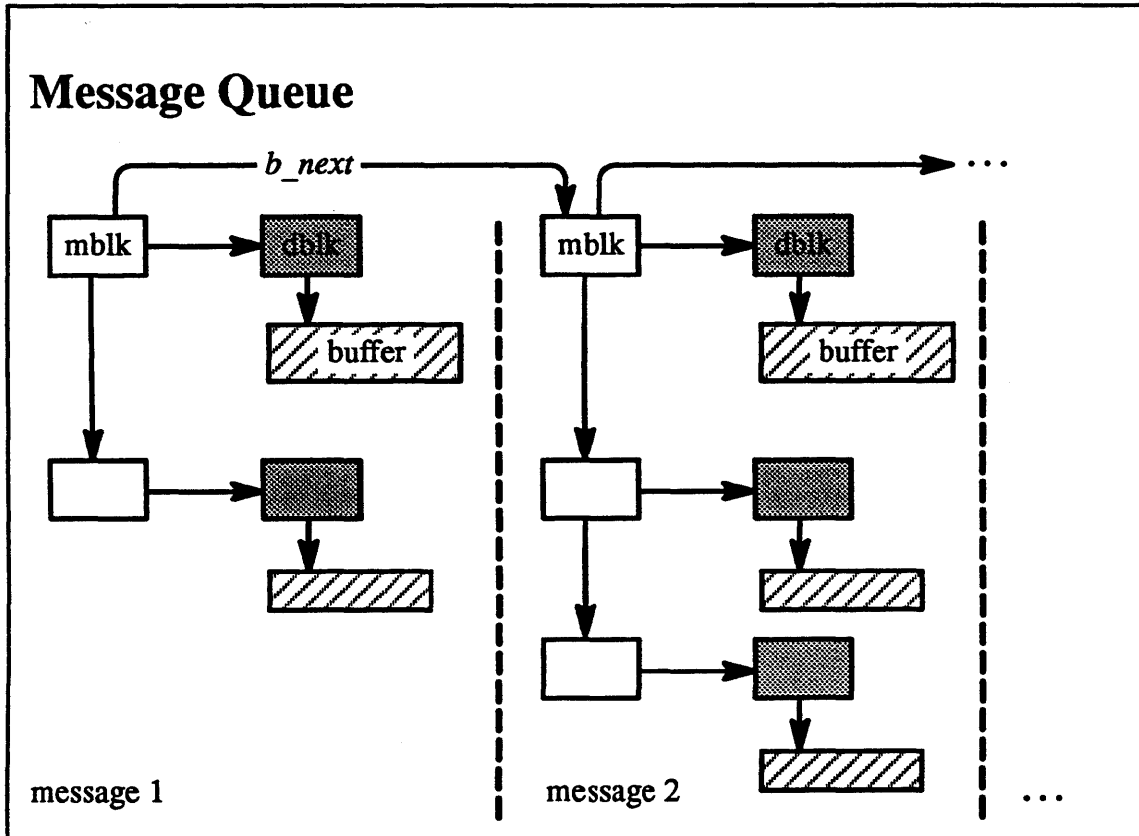 Message Queue
b_next
...
mblk
dblk
mblk
dblk
buffer
buffer
message 1
message 2
...